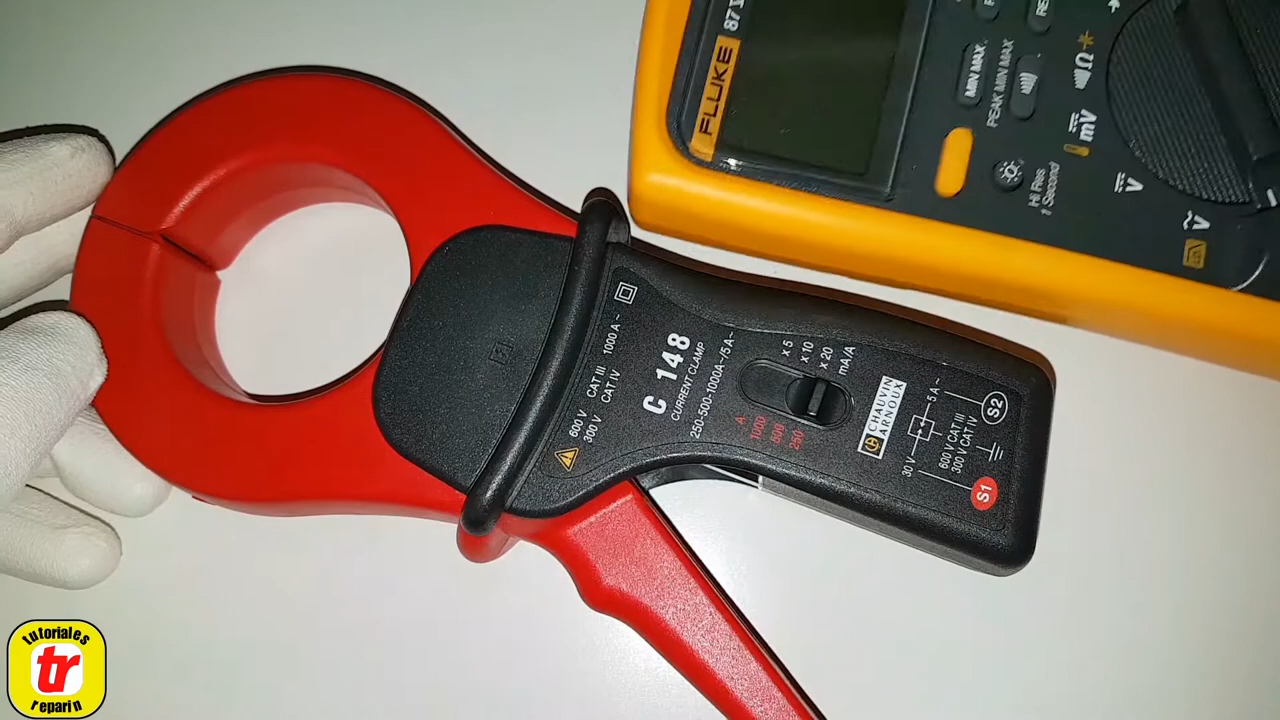 FLUKE
87 V
MIN MAX
PEAK MIN MAX
Hi Res
1 Second
Ω
mV
V
V
600 V CAT III 1000 A ~
300 V CAT IV
C 148
CURRENT CLAMP
250-500-1000A~/5A~
x 5
x 10
x 20
mA/A
A
1000
500
250
CHAUVIN
ARNOUX
5 A ~
30 V
600 V CAT III
300 V CAT IV
S2
S1
tutoriales
tr
reparin